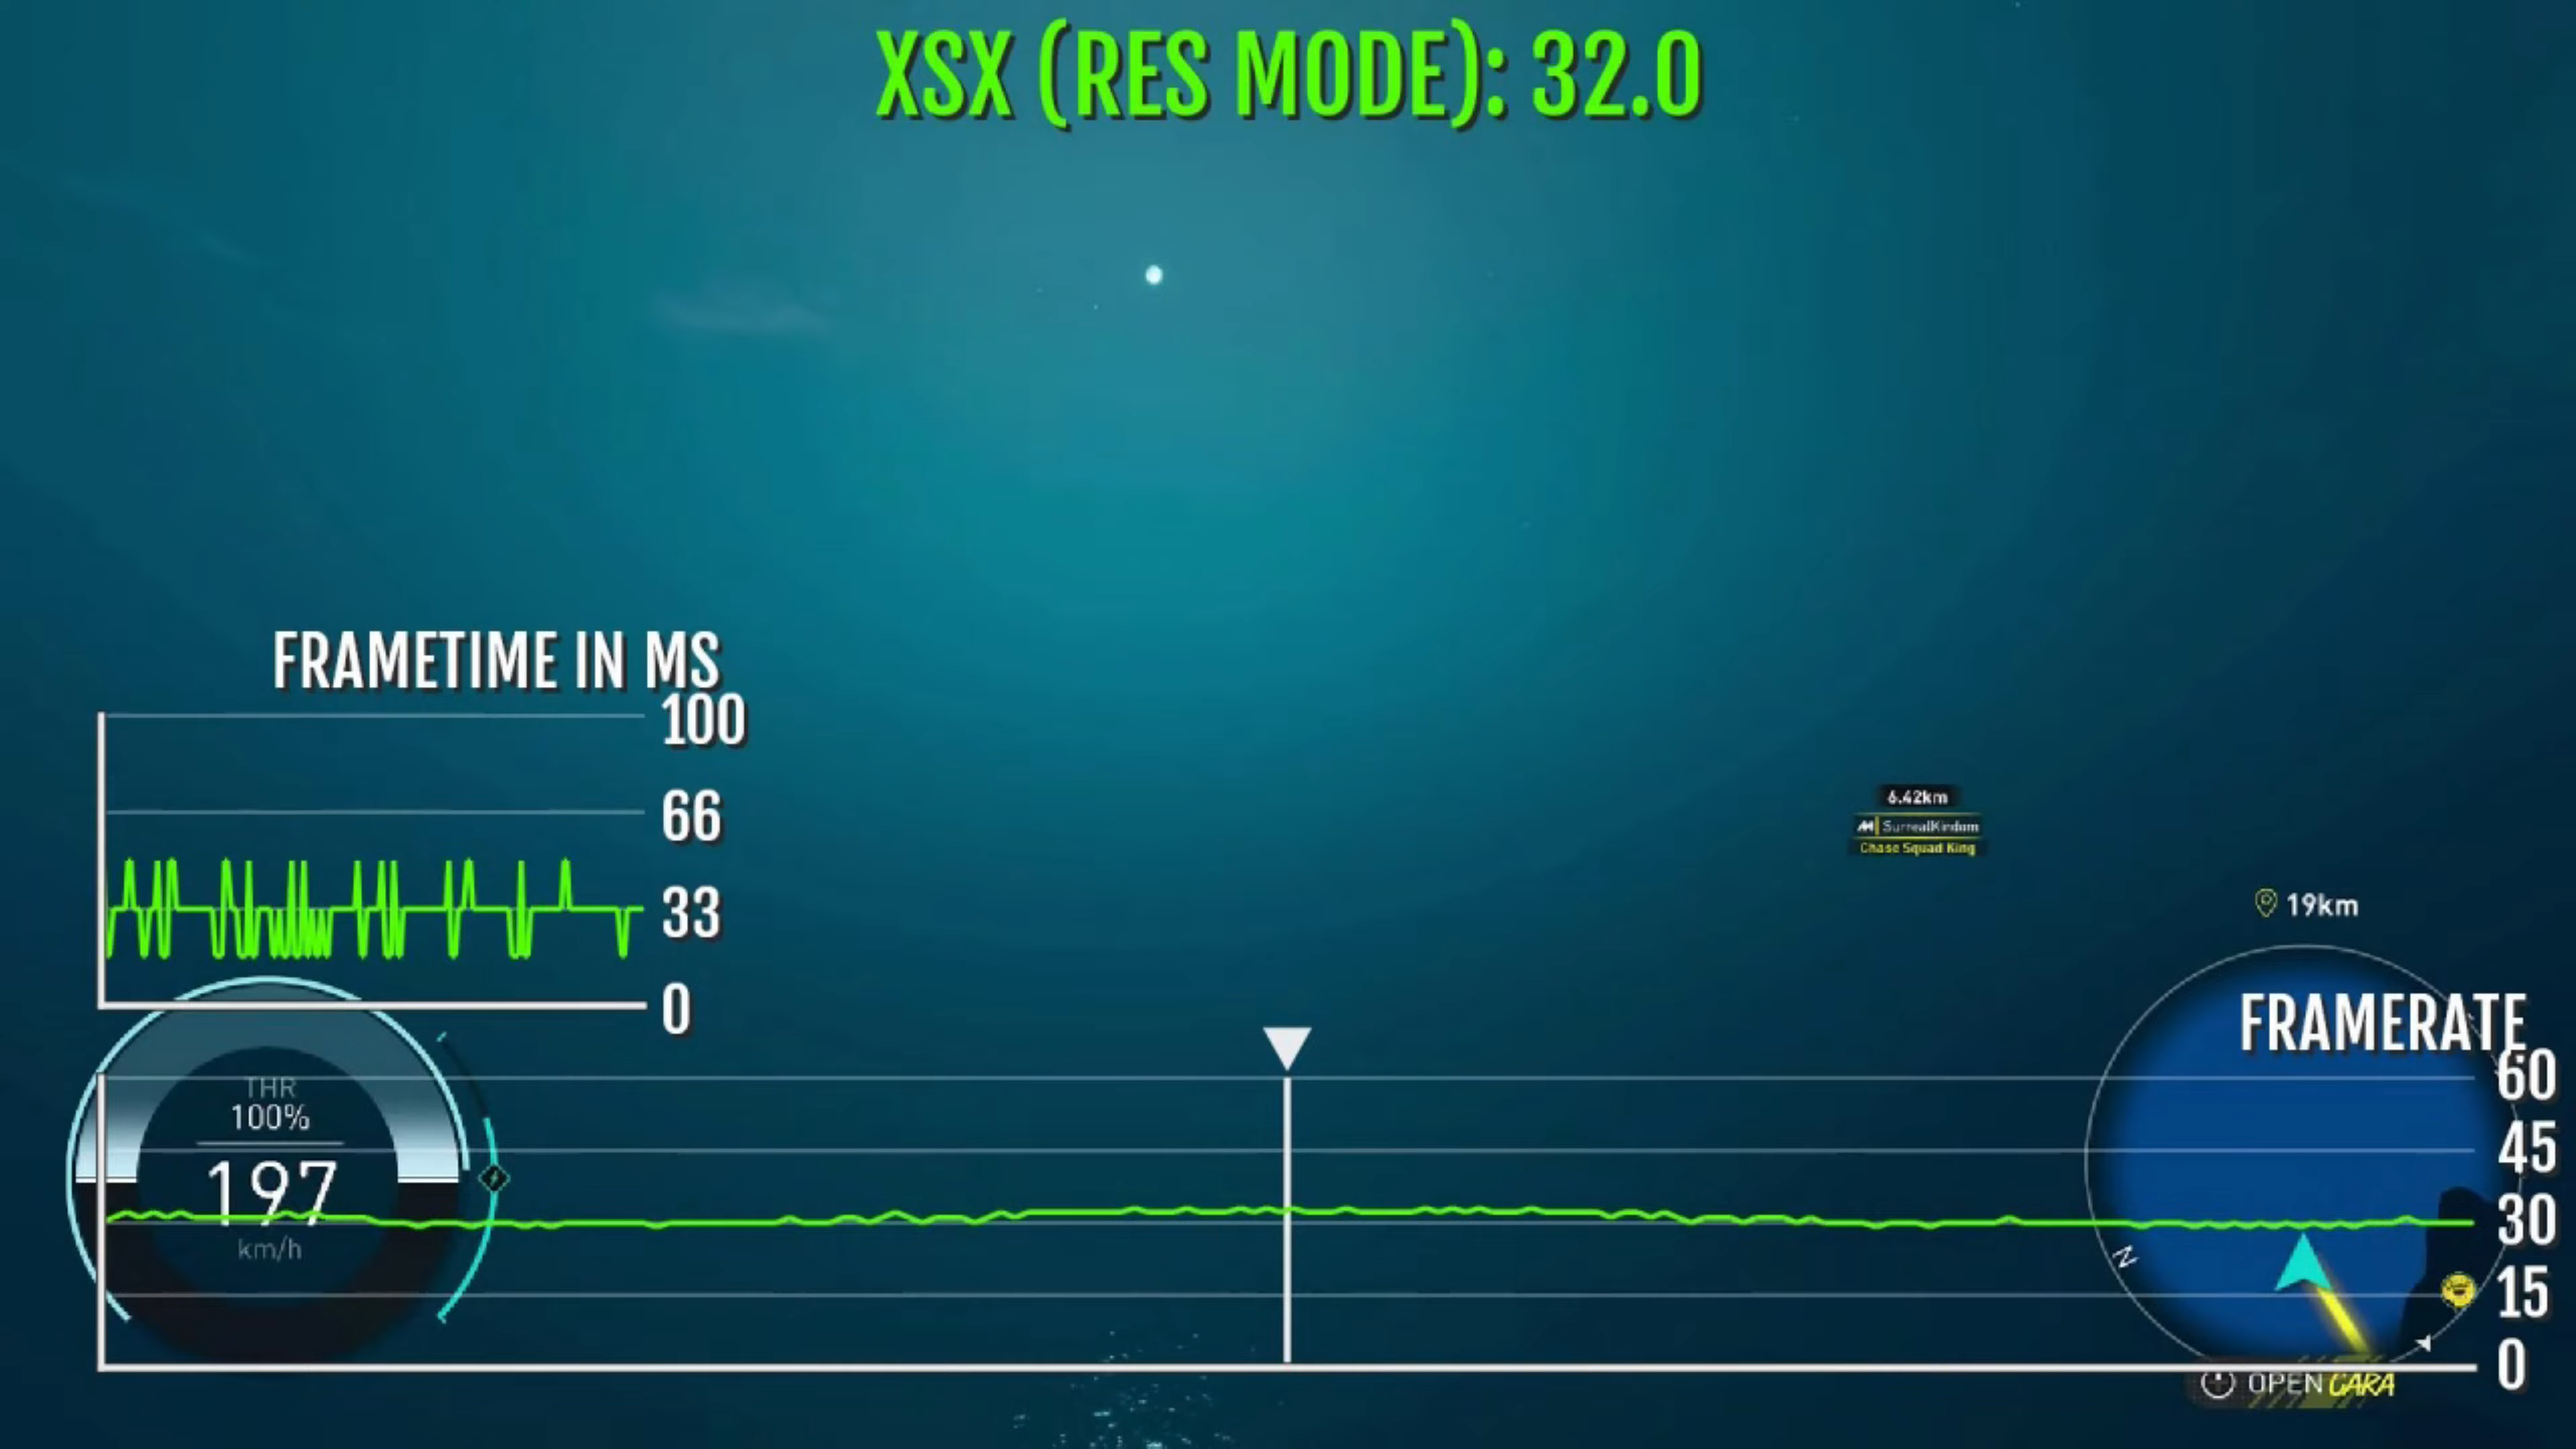 XSX (RES MODE): 32.0
FRAMETIME IN MS
100
66
33
0
6.42km
SurrealKindom
Chase Squad King
19km
FRAMERATE
60
45
30
15
0
THR
100%
197
km/h
N
OPEN CARA